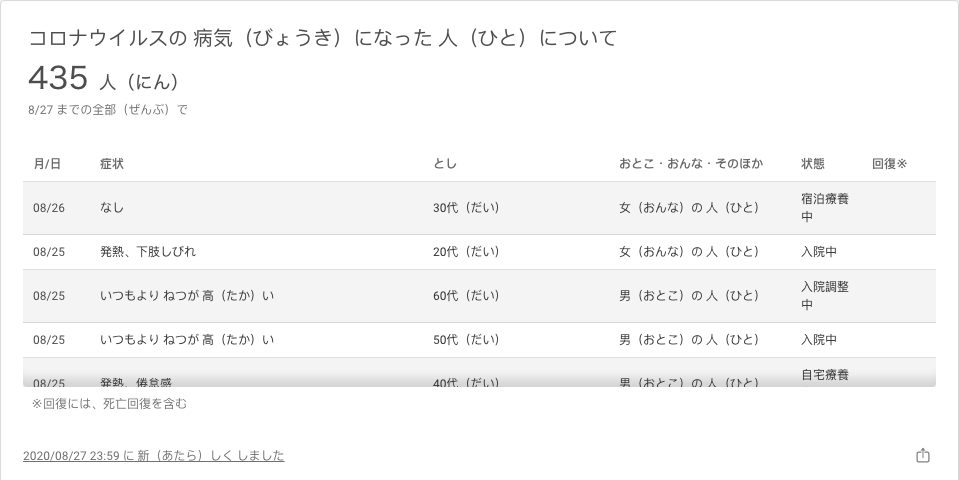 コロナウイルスの 病気（びょうき）になった 人（ひと）について
435 人（にん）
8/27 までの全部（ぜんぶ）で
月/日 症状 とし おとこ・おんな・そのほか 状態 回復※
08/26 なし 30代（だい） 女（おんな）の 人（ひと） 宿泊療養
中
08/25 発熱、下肢しびれ 20代（だい） 女（おんな）の 人（ひと） 入院中
08/25 いつもより ねつが 高（たか）い 60代（だい） 男（おとこ）の 人（ひと） 入院調整
中
08/25 いつもより ねつが 高（たか）い 50代（だい） 男（おとこ）の 人（ひと） 入院中
08/25 発熱、倦怠感 40代（だい） 男（おとこ）の 人（ひと） 自宅療養
※回復には、死亡回復を含む
2020/08/27 23:59 に 新（あたら）しく しました